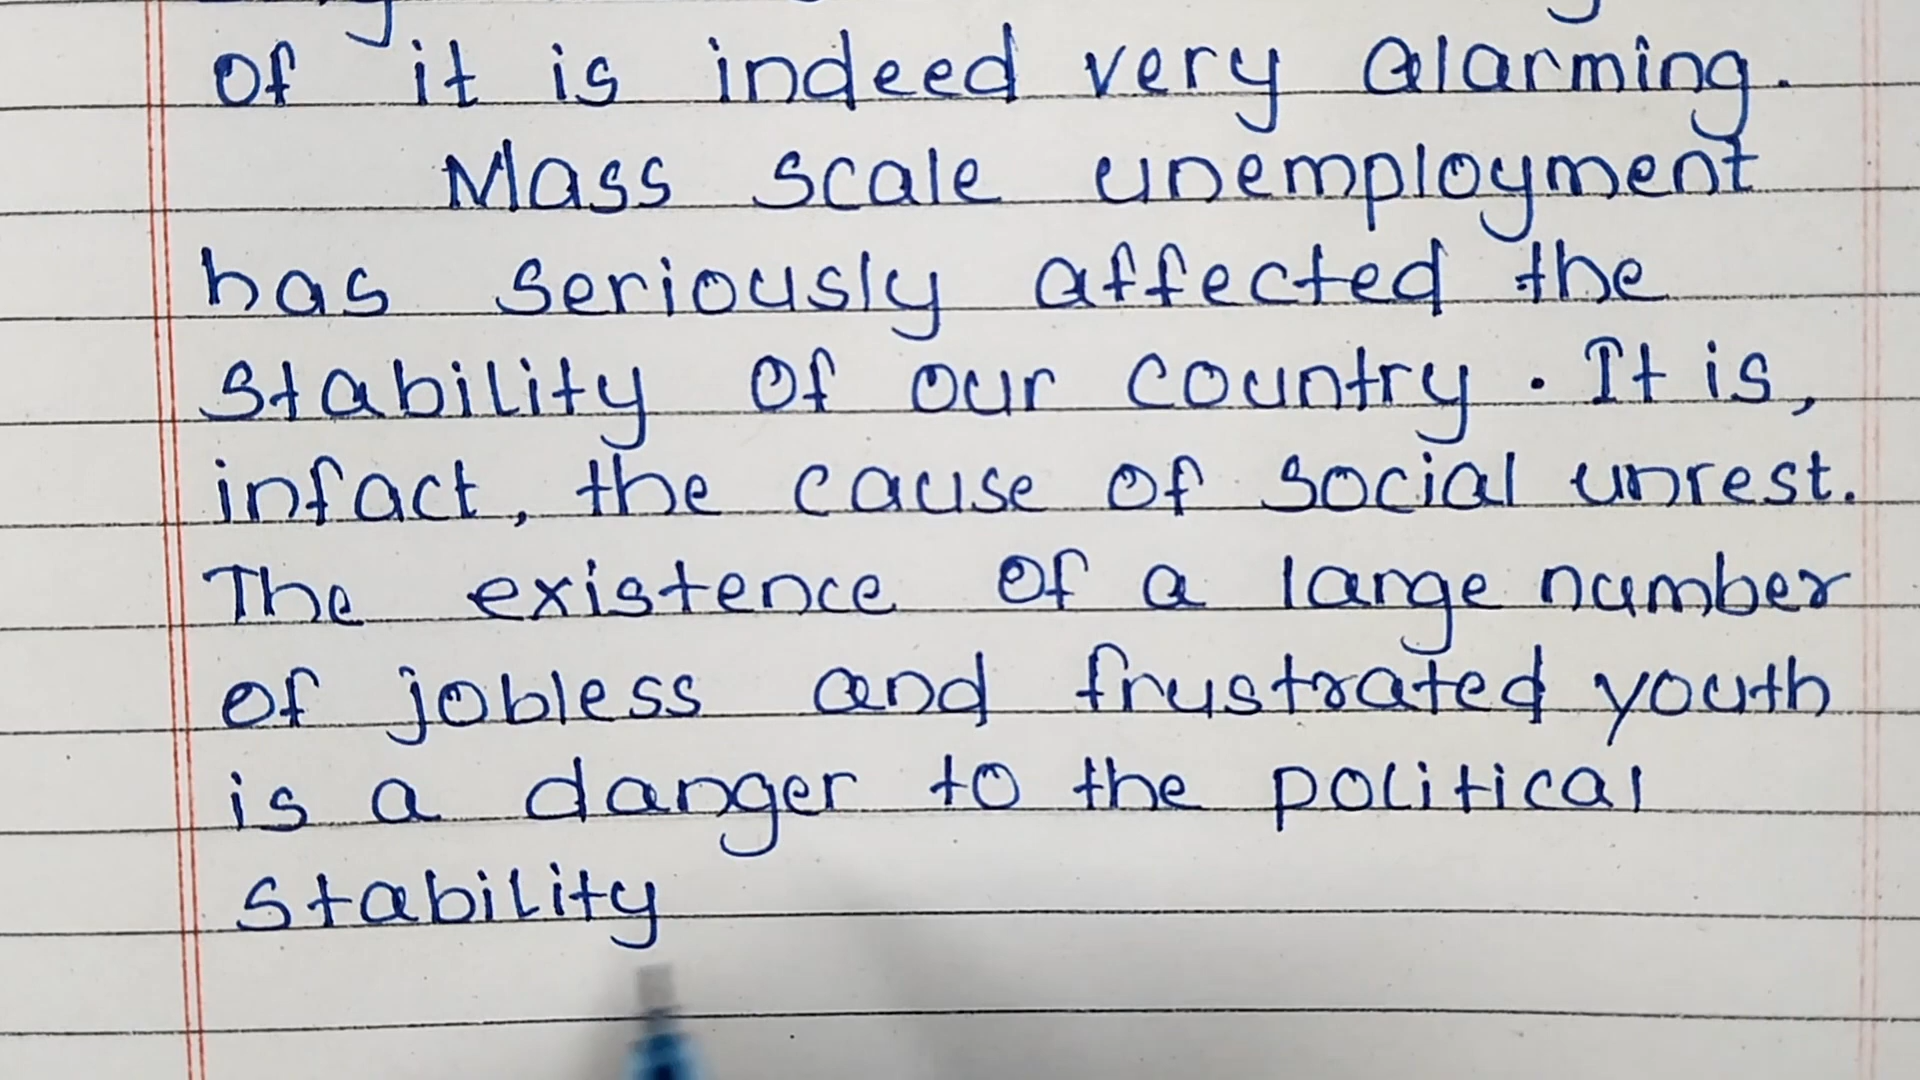 of it is indeed very alarming.
Mass scale unemployment
has seriously affected the
stability of our country. It is,
infact, the cause of social unrest.
The existence of a large number
of jobless and frustrated youth
is a danger to the political
stability